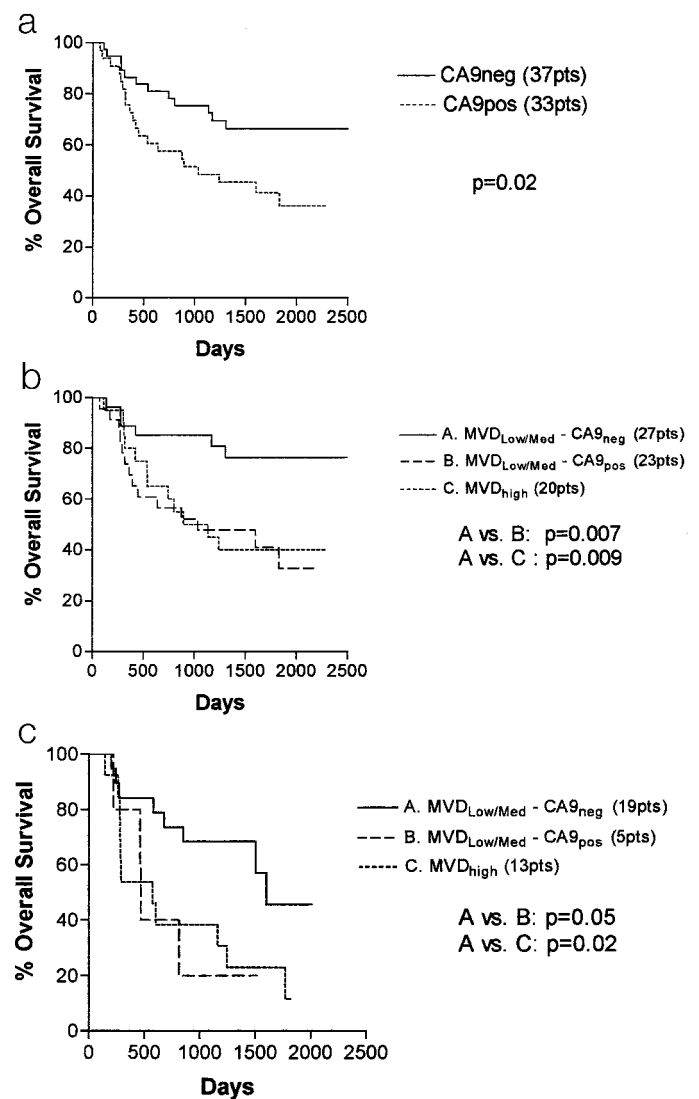 a
100
80
60
40
20
0
% Overall Survival
0 500 1000 1500 2000 2500
Days
CA9neg (37pts)
CA9pos (33pts)
p=0.02
b
100
80
60
40
20
0
% Overall Survival
0 500 1000 1500 2000 2500
Days
A. MVDLow/Med - CA9neg (27pts)
B. MVDLow/Med - CA9pos (23pts)
C. MVDhigh (20pts)
A vs. B: p=0.007
A vs. C : p=0.009
c
100
80
60
40
20
0
% Overall Survival
0 500 1000 1500 2000 2500
Days
A. MVDLow/Med - CA9neg (19pts)
B. MVDLow/Med - CA9pos (5pts)
C. MVDhigh (13pts)
A vs. B: p=0.05
A vs. C: p=0.02